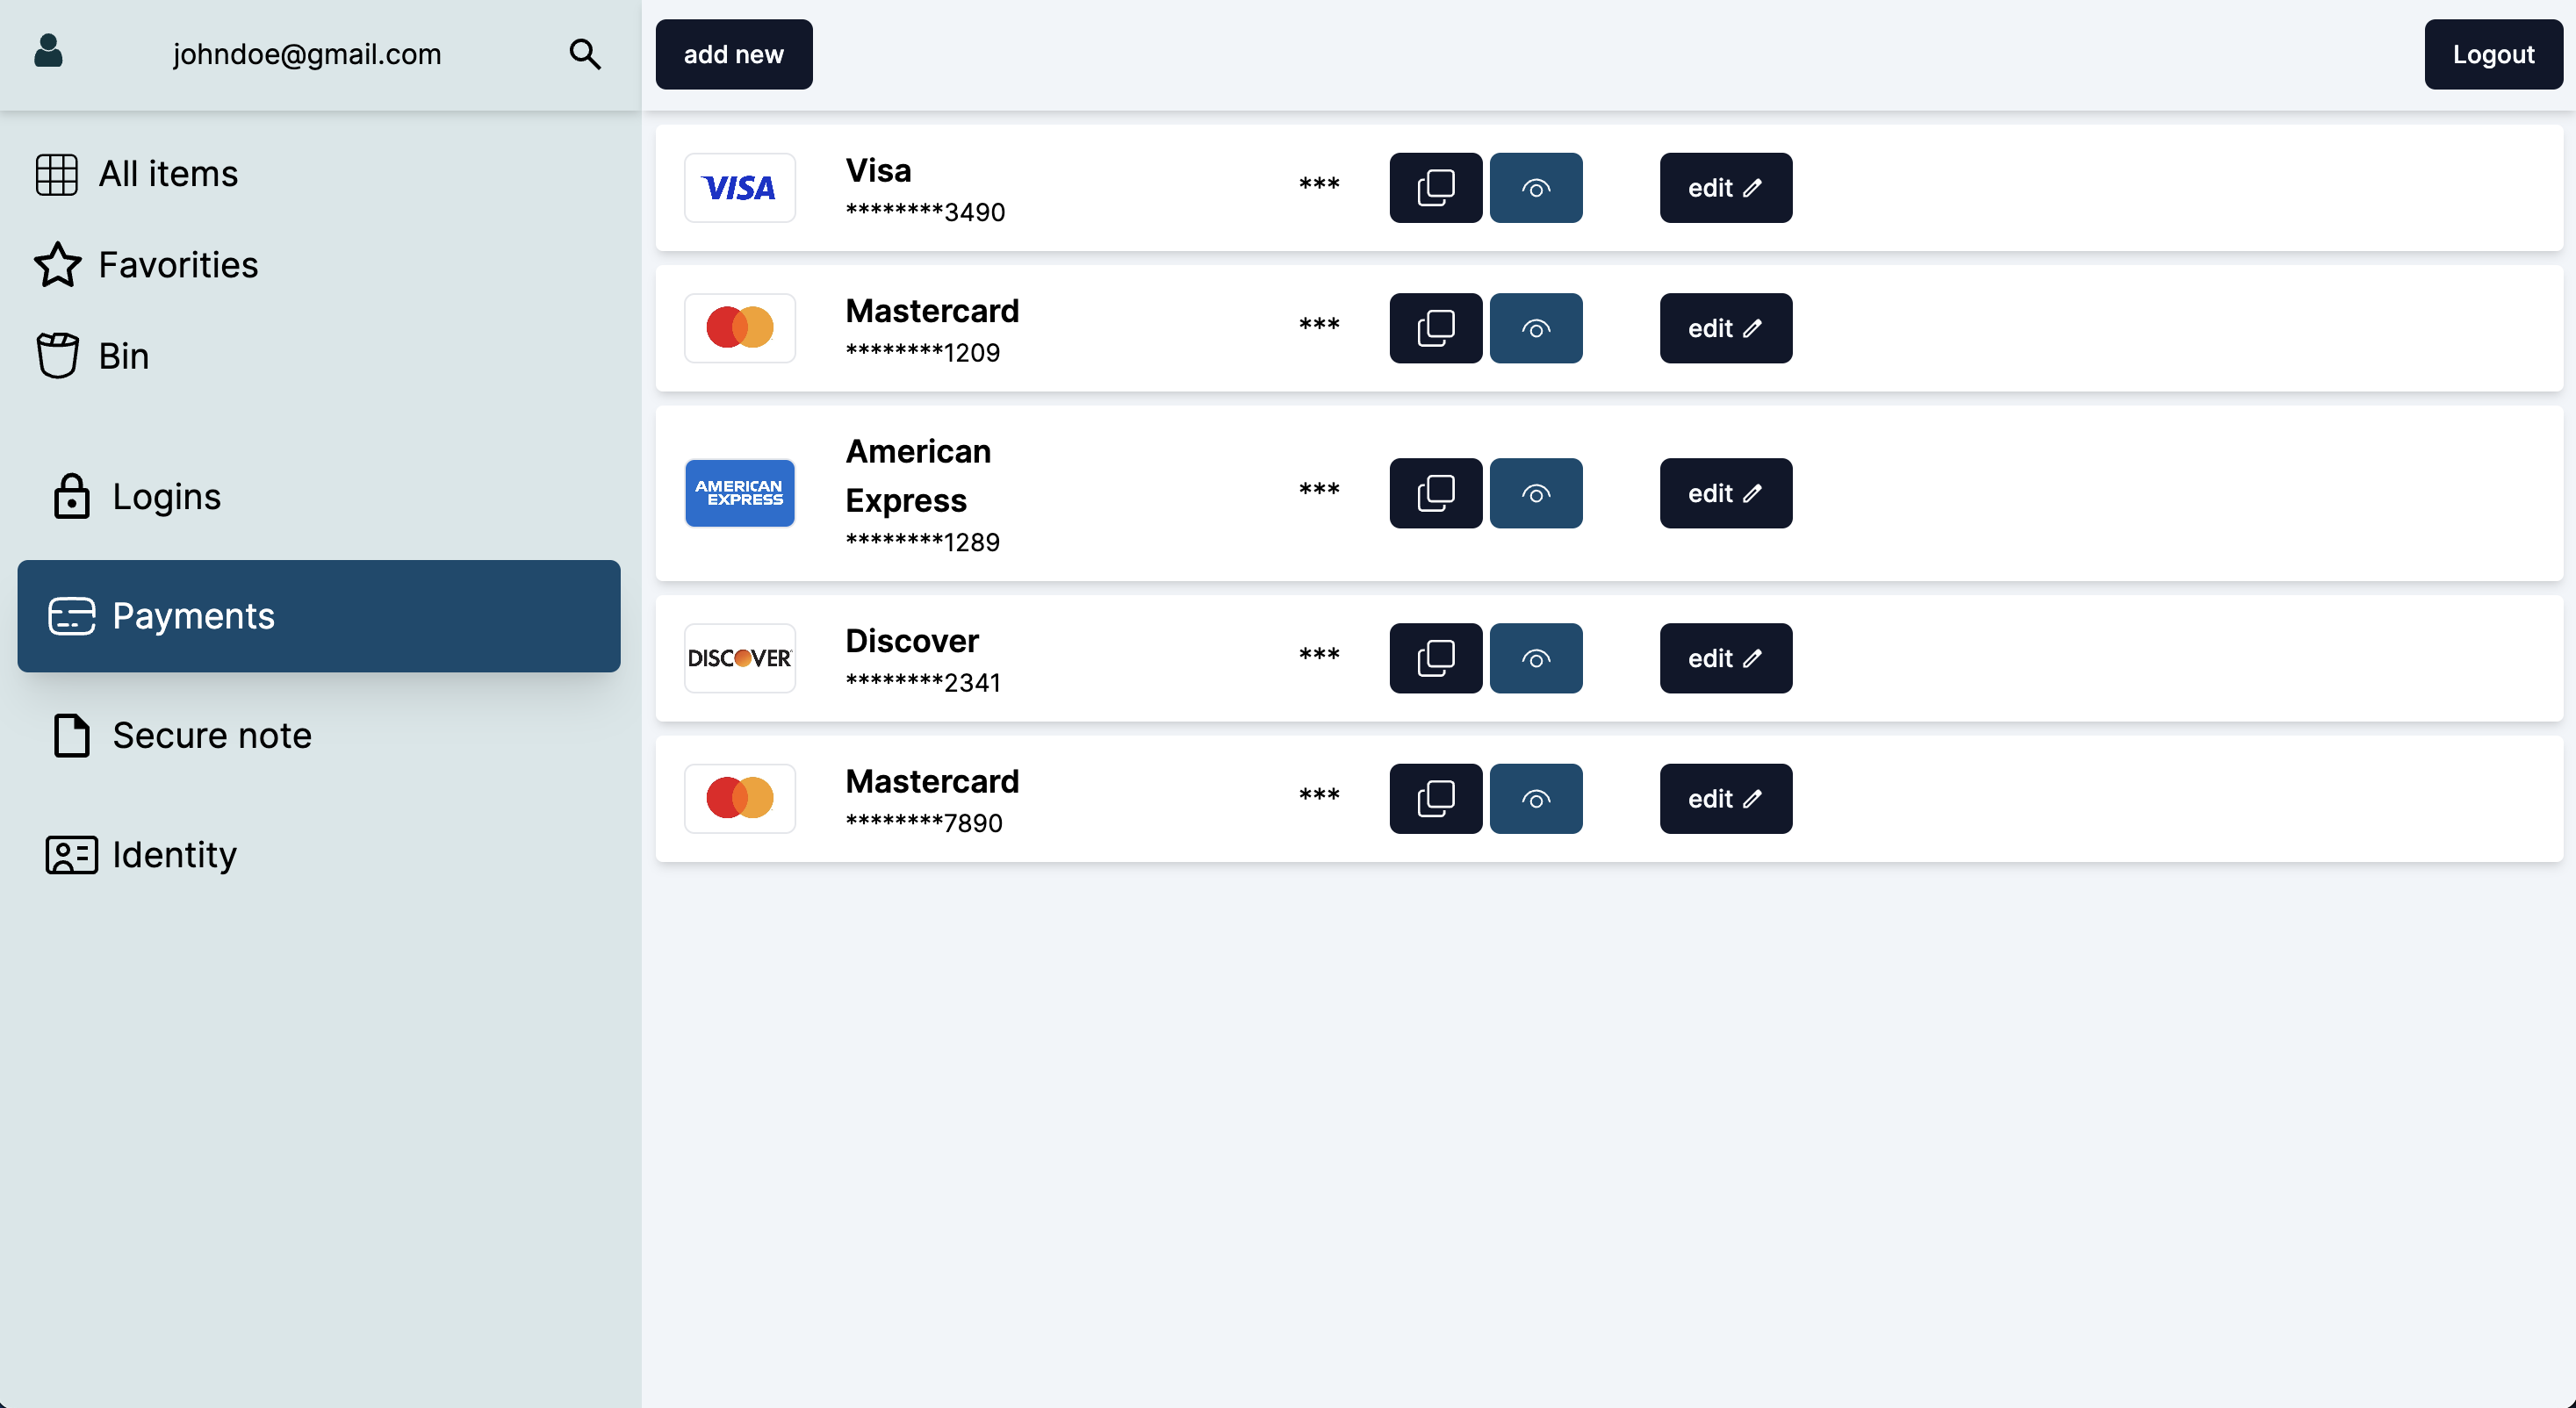 johndoe@gmail.com
add new
Logout
All items
Favorities
Bin
Logins
Payments
Secure note
Identity
VISA
Visa
********3490
***
edit
Mastercard
********1209
***
edit
AMERICAN
EXPRESS
American
Express
********1289
***
edit
DISCOVER
Discover
********2341
***
edit
Mastercard
********7890
***
edit